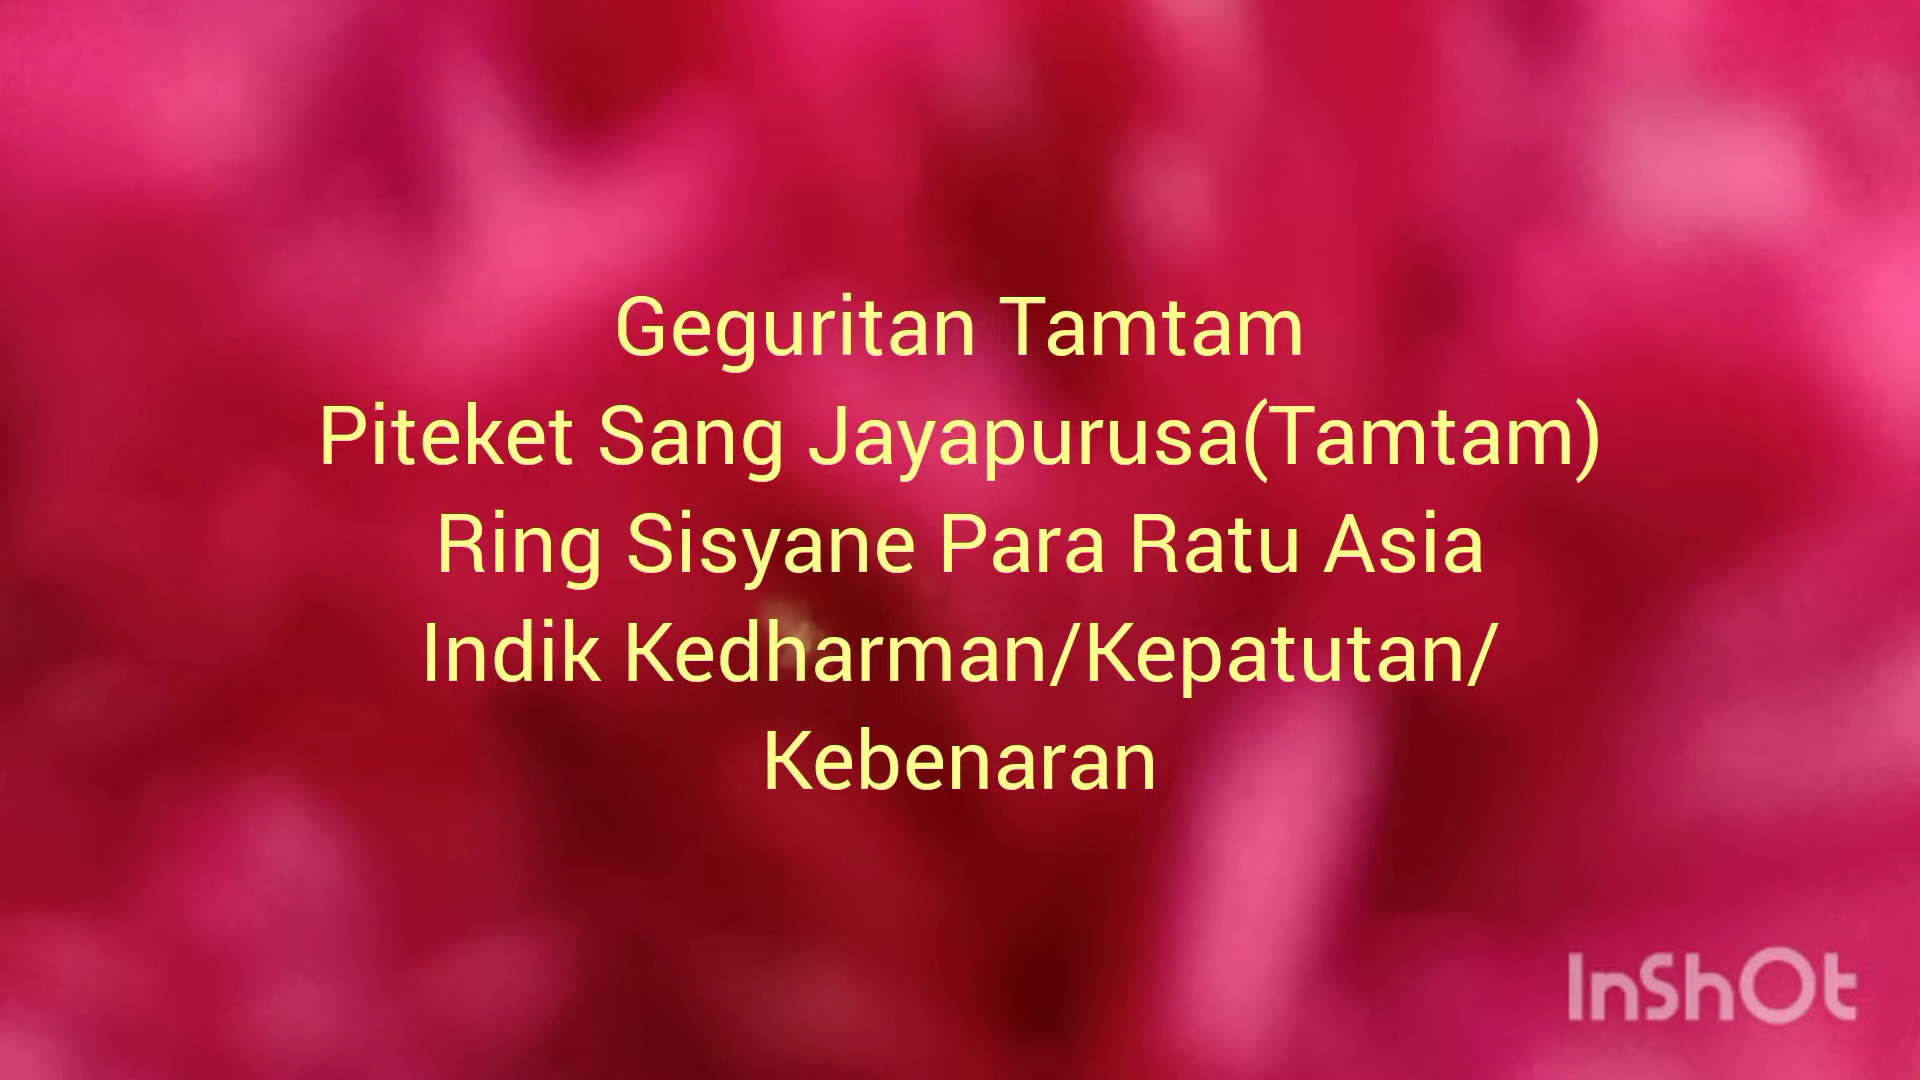 Geguritan Tamtam
Piteket Sang Jayapurusa(Tamtam)
Ring Sisyane Para Ratu Asia
Indik Kedharman/Kepatutan/
Kebenaran
InShOt